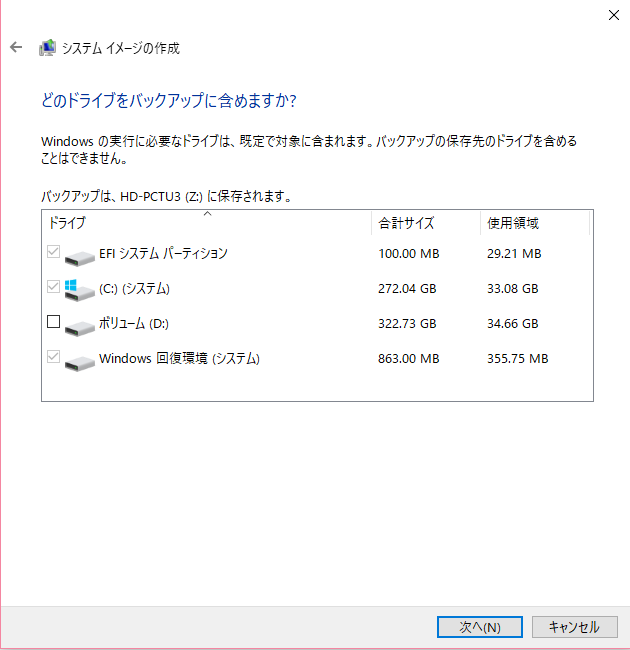 システム イメージの作成
どのドライブをバックアップに含めますか?
Windows の実行に必要なドライブは、既定で対象に含まれます。バックアップの保存先のドライブを含める
ことはできません。
バックアップは、HD-PCTU3 (Z:) に保存されます。
ドライブ 合計サイズ 使用領域
EFI システム パーティション 100.00 MB 29.21 MB
(C:) (システム) 272.04 GB 33.08 GB
ボリューム (D:) 322.73 GB 34.66 GB
Windows 回復環境 (システム) 863.00 MB 355.75 MB
次へ(N) キャンセル